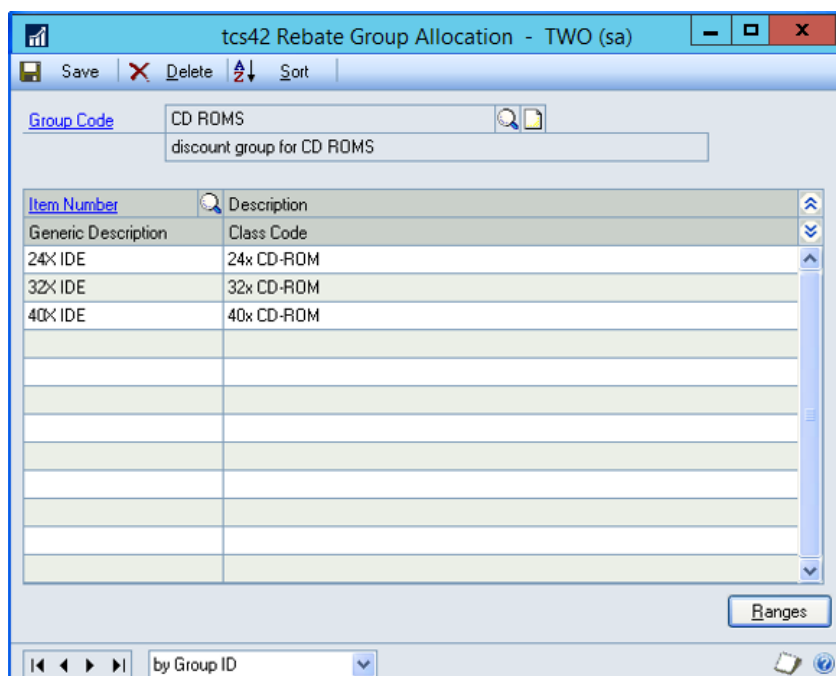 tcs42 Rebate Group Allocation - TWO (sa)
Save Delete Sort
Group Code CD ROMS
discount group for CD ROMS
Item Number Description
Generic Description Class Code
24X IDE 24x CD-ROM
32X IDE 32x CD-ROM
40X IDE 40x CD-ROM
Ranges
by Group ID